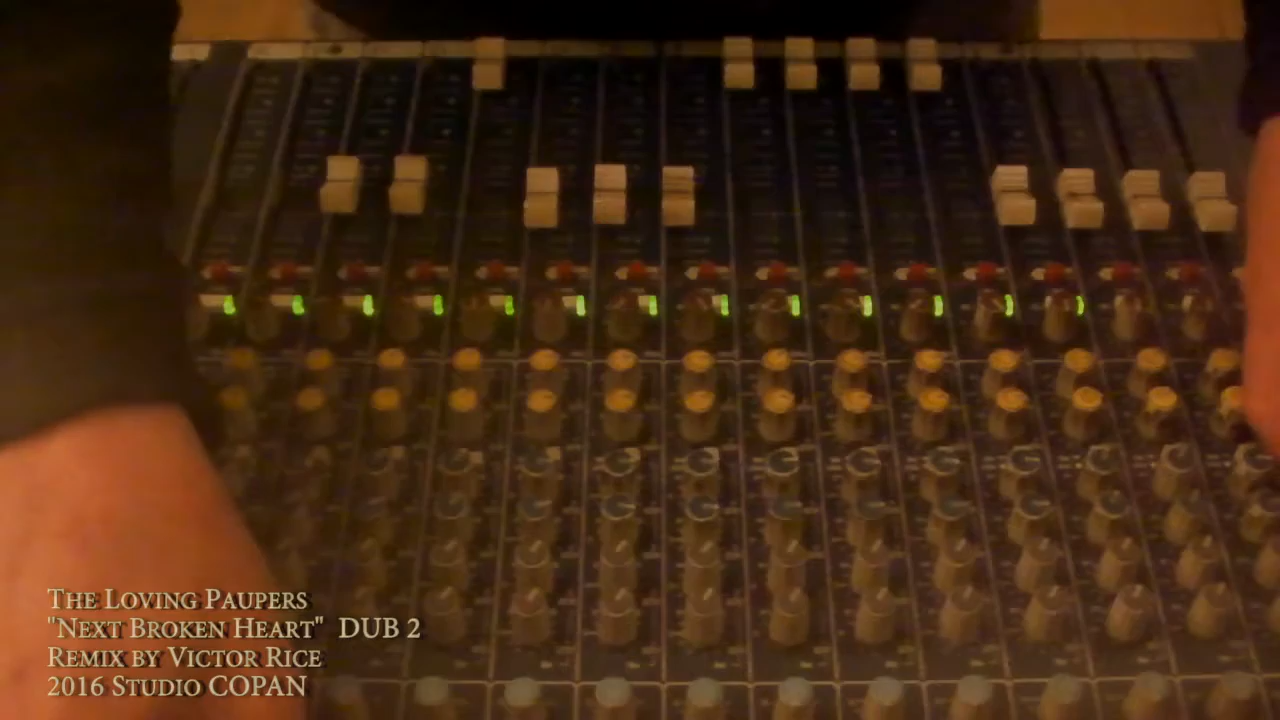 The Loving Paupers
"Next Broken Heart" DUB 2
Remix by Victor Rice
2016 Studio COPAN